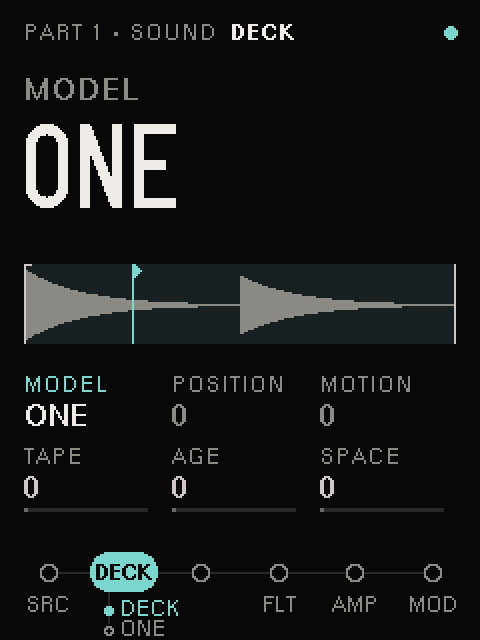 PART 1 · SOUND DECK
MODEL
ONE
MODEL POSITION MOTION
ONE 0 0
TAPE AGE SPACE
0 0 0
DECK
SRC DECK FLT AMP MOD
ONE